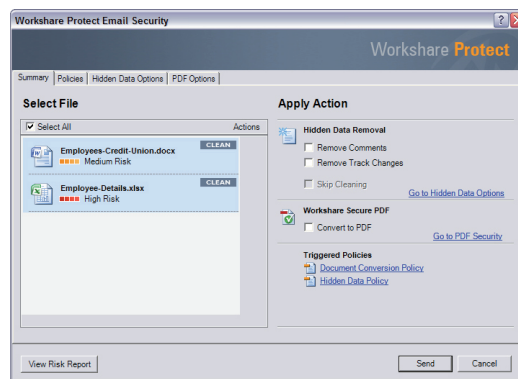 Workshare Protect Email Security
Workshare Protect
Summary Policies Hidden Data Options PDF Options
Select File
Select All Actions
Employees-Credit-Union.docx CLEAN
Medium Risk
Employee-Details.xlsx CLEAN
High Risk
Apply Action
Hidden Data Removal
Remove Comments
Remove Track Changes
Skip Cleaning
Go to Hidden Data Options
Workshare Secure PDF
Convert to PDF
Go to PDF Security
Triggered Policies
Document Conversion Policy
Hidden Data Policy
View Risk Report Send Cancel